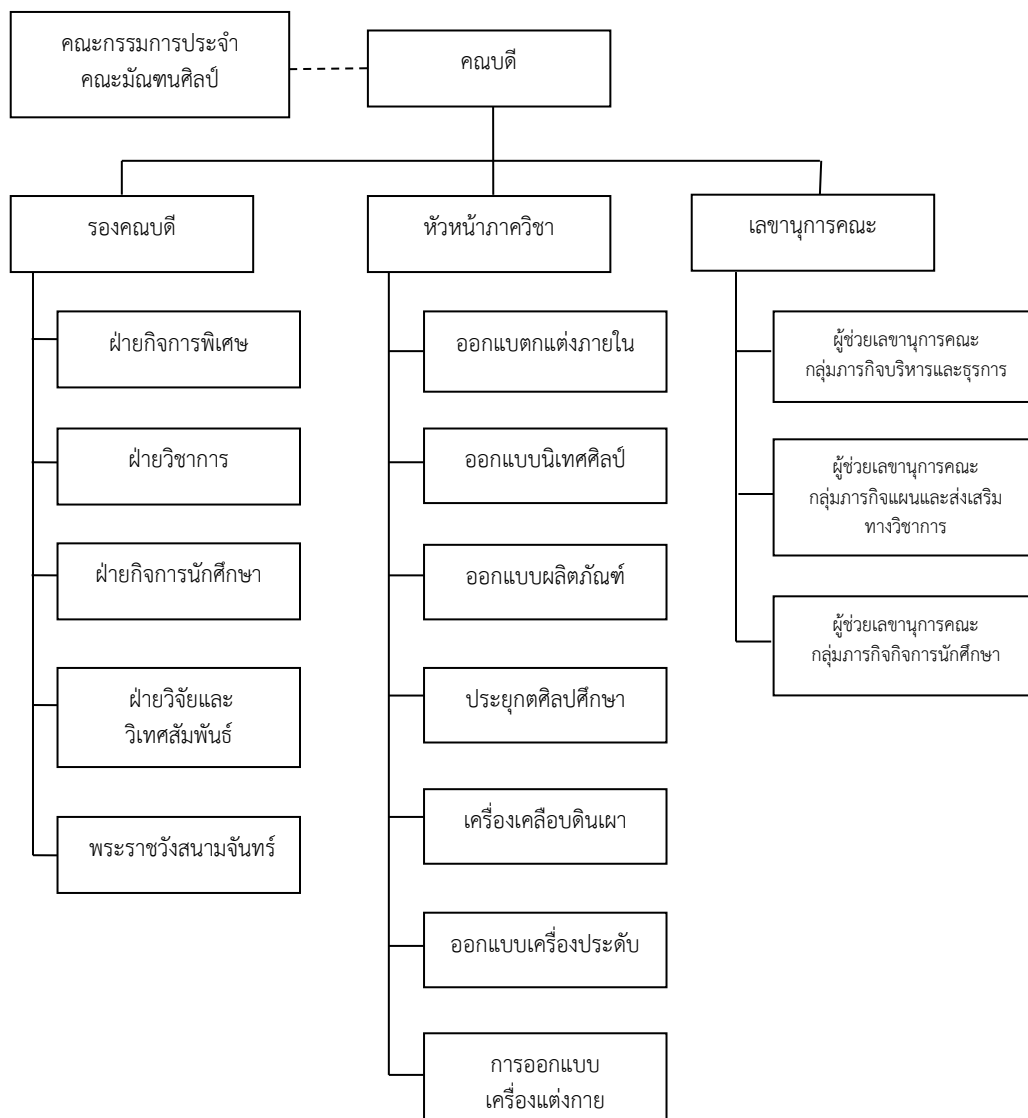 คณะกรรมการประจำ
คณะมัณฑนศิลป์
คณบดี
รองคณบดี
ฝ่ายกิจการพิเศษ
ฝ่ายวิชาการ
ฝ่ายกิจการนักศึกษา
ฝ่ายวิจัยและ
วิเทศสัมพันธ์
พระราชวังสนามจันทร์
หัวหน้าภาควิชา
ออกแบตกแต่งภายใน
ออกแบบนิเทศศิลป์
ออกแบบผลิตภัณฑ์
ประยุกตศิลปศึกษา
เครื่องเคลือบดินเผา
ออกแบบเครื่องประดับ
การออกแบบ
เครื่องแต่งกาย
เลขานุการคณะ
ผู้ช่วยเลขานุการคณะ
กลุ่มภารกิจบริหารและธุรการ
ผู้ช่วยเลขานุการคณะ
กลุ่มภารกิจแผนและส่งเสริม
ทางวิชาการ
ผู้ช่วยเลขานุการคณะ
กลุ่มภารกิจกิจการนักศึกษา